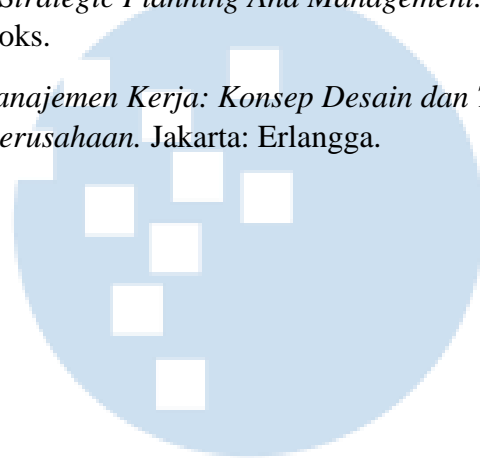 Strategic Planning And Management.
oks.
anajemen Kerja: Konsep Desain dan T
erusahaan. Jakarta: Erlangga.